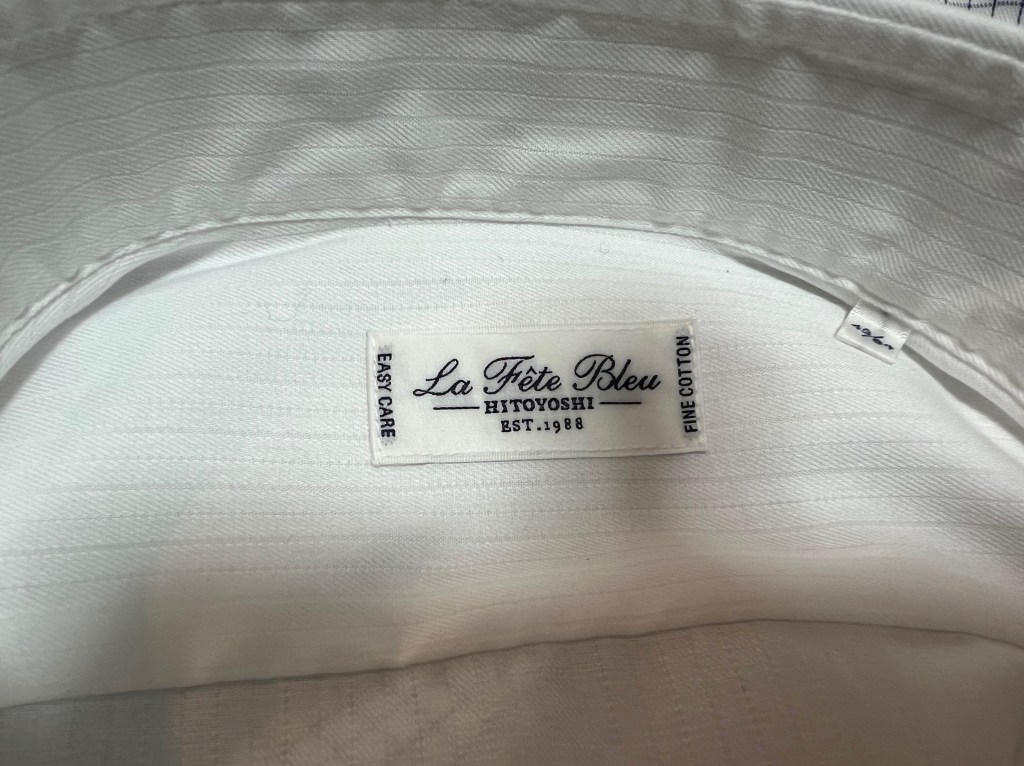 La Fête Bleu
HITOYOSHI
EST.1988
EASY CARE
FINE COTTON